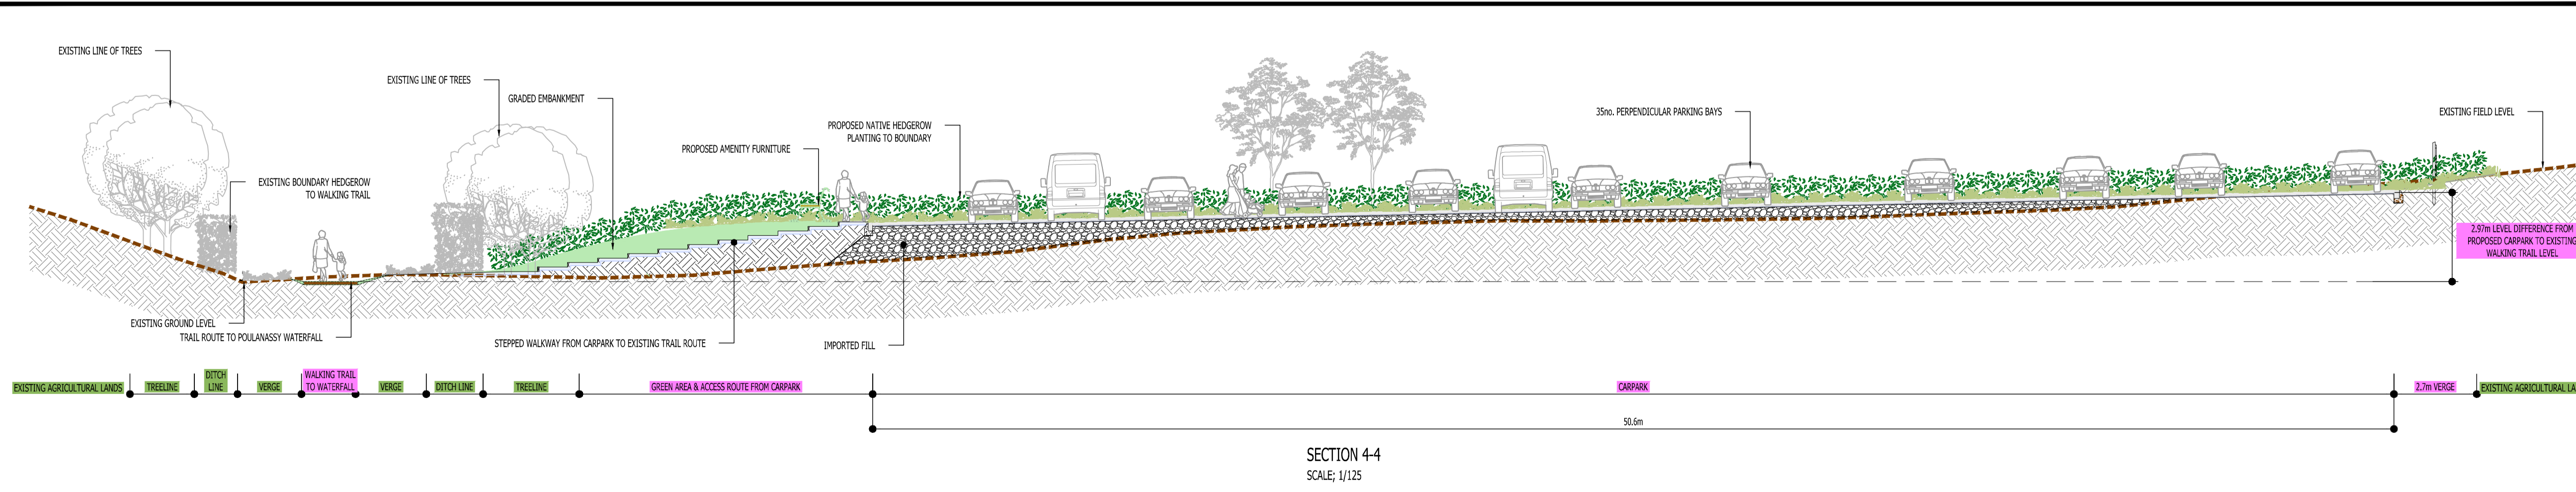 EXISTING LINE OF TREES
EXISTING LINE OF TREES
GRADED EMBANKMENT
PROPOSED AMENITY FURNITURE
PROPOSED NATIVE HEDGEROW
PLANTING TO BOUNDARY
35no. PERPENDICULAR PARKING BAYS
EXISTING FIELD LEVEL
EXISTING BOUNDARY HEDGEROW
TO WALKING TRAIL
2.97m LEVEL DIFFERENCE FROM
PROPOSED CARPARK TO EXISTING
WALKING TRAIL LEVEL
EXISTING GROUND LEVEL
TRAIL ROUTE TO POULANASSY WATERFALL
STEPPED WALKWAY FROM CARPARK TO EXISTING TRAIL ROUTE
IMPORTED FILL
EXISTING AGRICULTURAL LANDS
TREELINE
DITCH
LINE
VERGE
WALKING TRAIL
TO WATERFALL
VERGE
DITCH LINE
TREELINE
GREEN AREA & ACCESS ROUTE FROM CARPARK
CARPARK
2.7m VERGE
EXISTING AGRICULTURAL LA
50.6m
SECTION 4-4
SCALE; 1/125